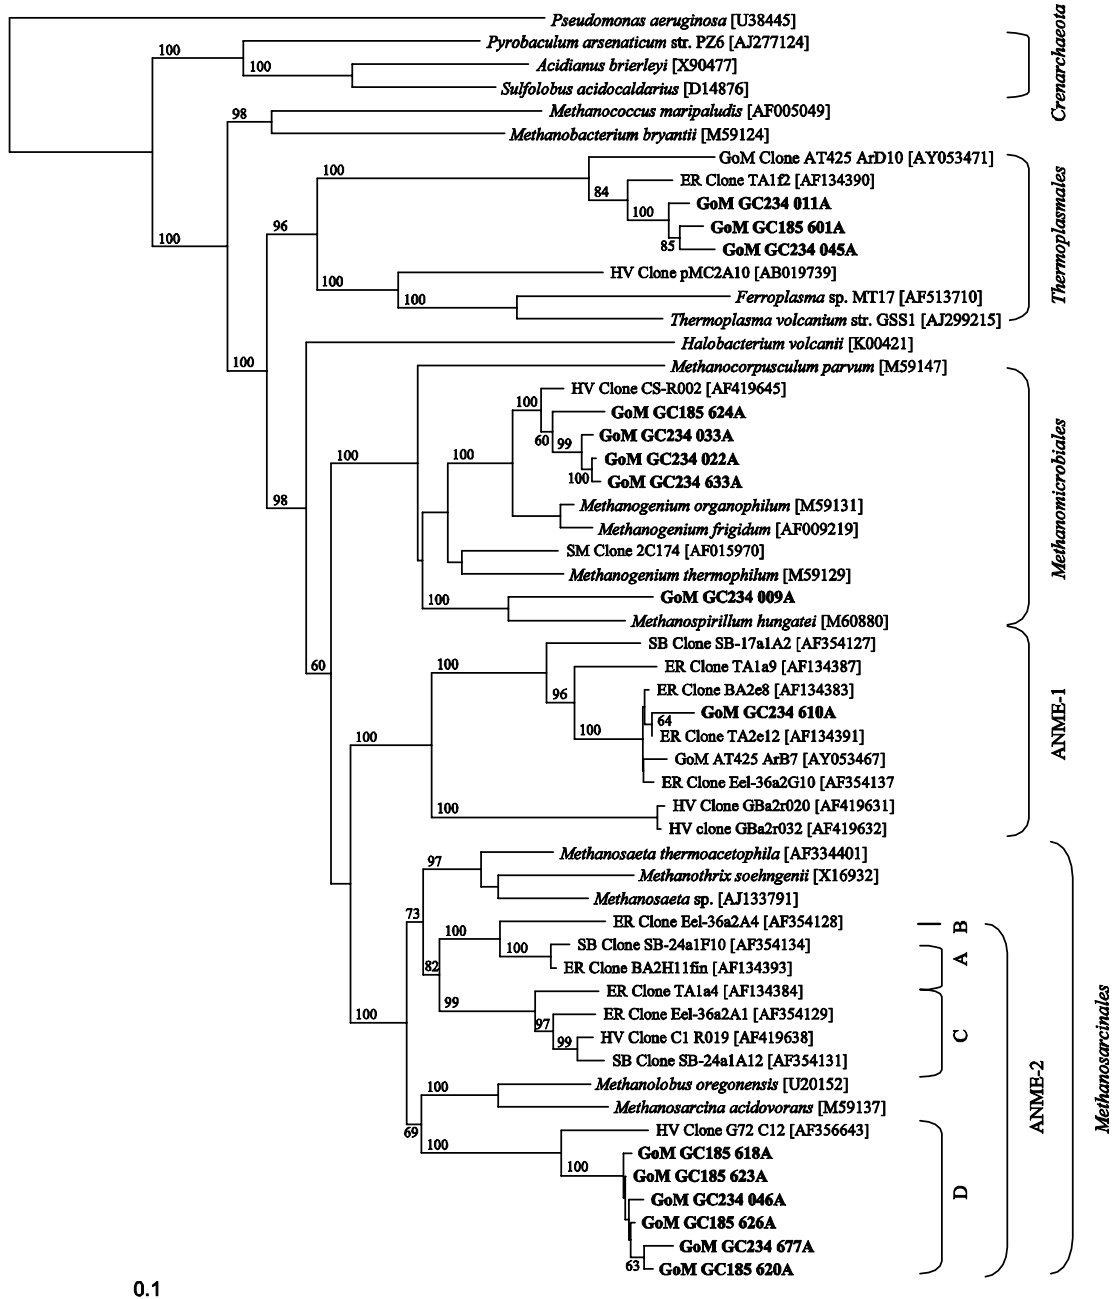 Pseudomonas aeruginosa [U38445]
Pyrobaculum arsenaticum str. PZ6 [AJ277124]
100
Acidianus brierleyi [X90477]
100
Sulfolobus acidocaldarius [D14876]
Crenarchaeota
Methanococcus maripaludis [AF005049]
98
Methanobacterium bryantii [M59124]
GoM Clone AT425 ArD10 [AY053471]
100
ER Clone TA1f2 [AF134390]
84
GoM GC234 011A
100
GoM GC185 601A
96
100
85
GoM GC234 045A
HV Clone pMC2A10 [AB019739]
100
Ferroplasma sp. MT17 [AF513710]
100
Thermoplasma volcanium str. GSS1 [AJ299215]
Thermoplasmales
Halobacterium volcanii [K00421]
100
Methanocorpusculum parvum [M59147]
HV Clone CS-R002 [AF419645]
100
GoM GC185 624A
60
GoM GC234 033A
99
100
100
GoM GC234 022A
100
GoM GC234 633A
98
Methanogenium organophilum [M59131]
Methanogenium frigidum [AF009219]
SM Clone 2C174 [AF015970]
Methanogenium thermophilum [M59129]
GoM GC234 009A
100
Methanospirillum hungatei [M60880]
Methanomicrobiales
SB Clone SB-17a1A2 [AF354127]
60
100
ER Clone TA1a9 [AF134387]
96
ER Clone BA2e8 [AF134383]
GoM GC234 610A
64
100
100
ER Clone TA2e12 [AF134391]
GoM AT425 ArB7 [AY053467]
ER Clone Eel-36a2G10 [AF354137
HV Clone GBa2r020 [AF419631]
100
HV clone GBa2r032 [AF419632]
ANME-1
Methanosaeta thermoacetophila [AF334401]
97
Methanothrix soehngenii [X16932]
Methanosaeta sp. [AJ133791]
73
ER Clone Eel-36a2A4 [AF354128]
B
100
SB Clone SB-24a1F10 [AF354134]
100
A
82
ER Clone BA2H11fin [AF134393]
ER Clone TA1a4 [AF134384]
99
ER Clone Eel-36a2A1 [AF354129]
100
97
HV Clone C1 R019 [AF419638]
99
C
SB Clone SB-24a1A12 [AF354131]
Methanolobus oregonensis [U20152]
100
Methanosarcina acidovorans [M59137]
ANME-2
Methanosarcinales
69
HV Clone G72 C12 [AF356643]
100
GoM GC185 618A
100
GoM GC185 623A
GoM GC234 046A
D
GoM GC185 626A
GoM GC234 677A
63
GoM GC185 620A
0.1